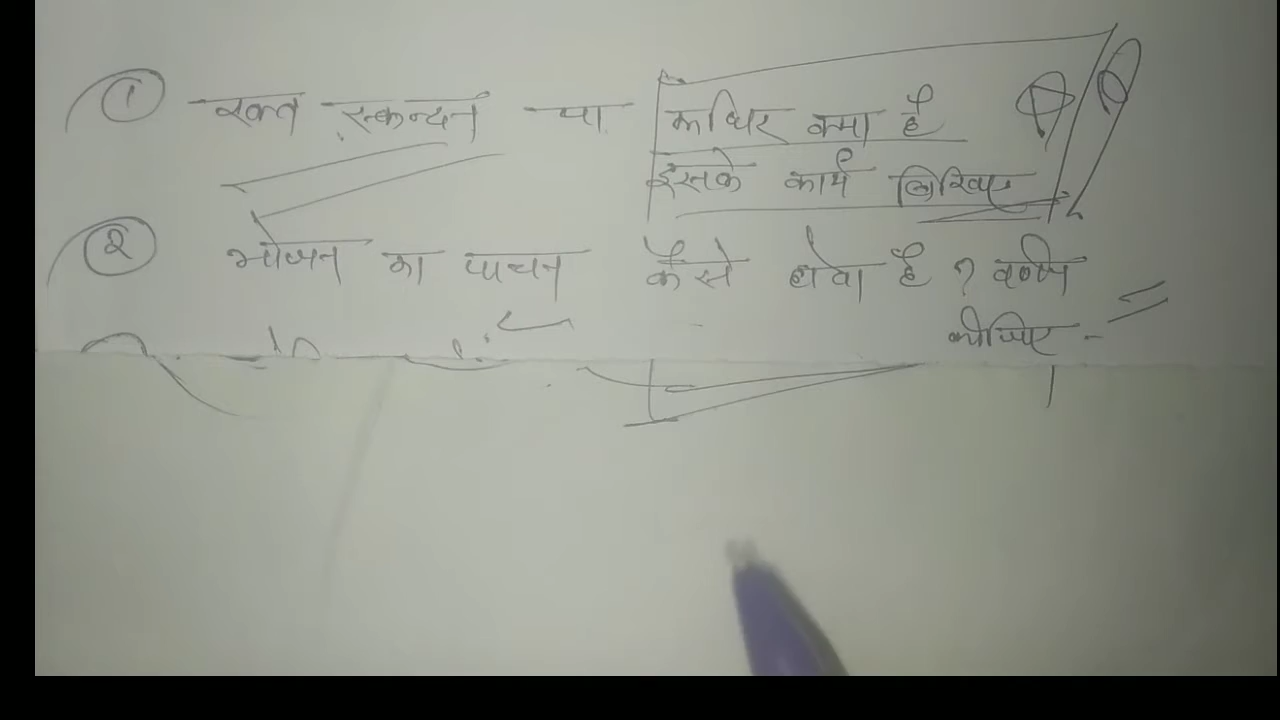 ① रक्त स्कन्दन या रूधिर क्या है
इसके कार्य लिखिए
② भोजन का पाचन कैसे होता है ? वर्णन
कीजिए -